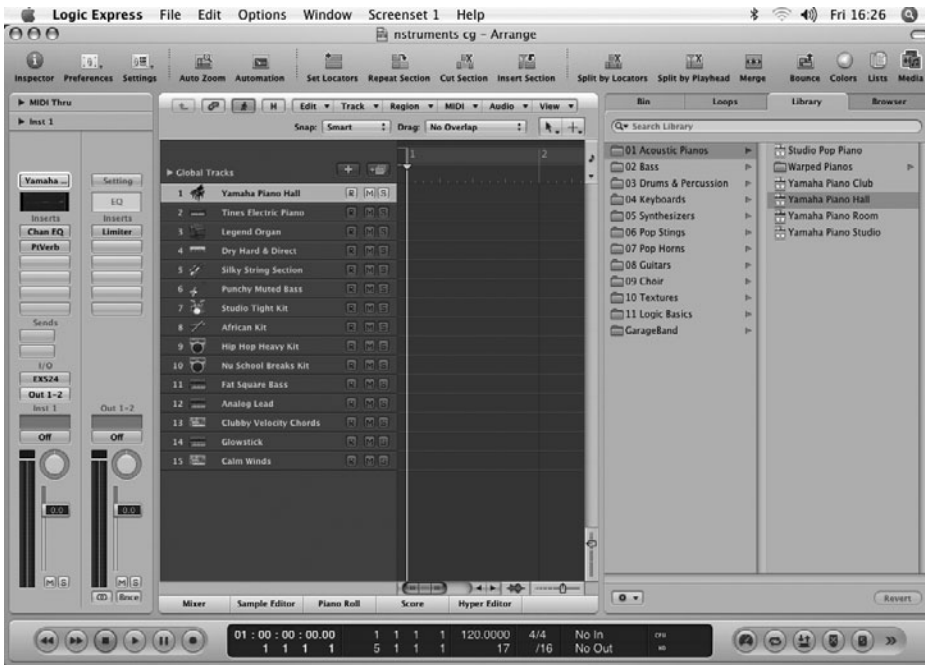 Logic Express File Edit Options Window Screenset 1 Help Fri 16:26
nstruments cg – Arrange
Inspector Preferences Settings Auto Zoom Automation Set Locators Repeat Section Cut Section Insert Section Split by Locators Split by Playhead Merge Bounce Colors Lists Media
MIDI Thru
Inst 1
Edit Track Region MIDI Audio View
Snap: Smart Drag: No Overlap
1 2
Global Tracks
Yamaha ... Setting
EQ
Inserts Inserts
Chan EQ Limiter
PtVerb
Sends
I/O
EXS24
Out 1-2
Inst 1 Out 1-2
Off Off
0.0 0.0
M S M S
Bnce
1 Yamaha Piano Hall R M S
2 Tines Electric Piano R M S
3 Legend Organ R M S
4 Dry Hard & Direct R M S
5 Silky String Section R M S
6 Punchy Muted Bass R M S
7 Studio Tight Kit R M S
8 African Kit R M S
9 Hip Hop Heavy Kit R M S
10 Nu School Breaks Kit R M S
11 Fat Square Bass R M S
12 Analog Lead R M S
13 Clubby Velocity Chords R M S
14 Glowstick R M S
15 Calm Winds R M S
Bin Loops Library Browser
Search Library
01 Acoustic Pianos
02 Bass
03 Drums & Percussion
04 Keyboards
05 Synthesizers
06 Pop Stings
07 Pop Horns
08 Guitars
09 Choir
10 Textures
11 Logic Basics
GarageBand
Studio Pop Piano
Warped Pianos
Yamaha Piano Club
Yamaha Piano Hall
Yamaha Piano Room
Yamaha Piano Studio
Revert
Mixer Sample Editor Piano Roll Score Hyper Editor
01 : 00 : 00 : 00.00 1 1 1 1 120.0000 4/4 No In CPU
1 1 1 1 5 1 1 1 17 /16 No Out HD